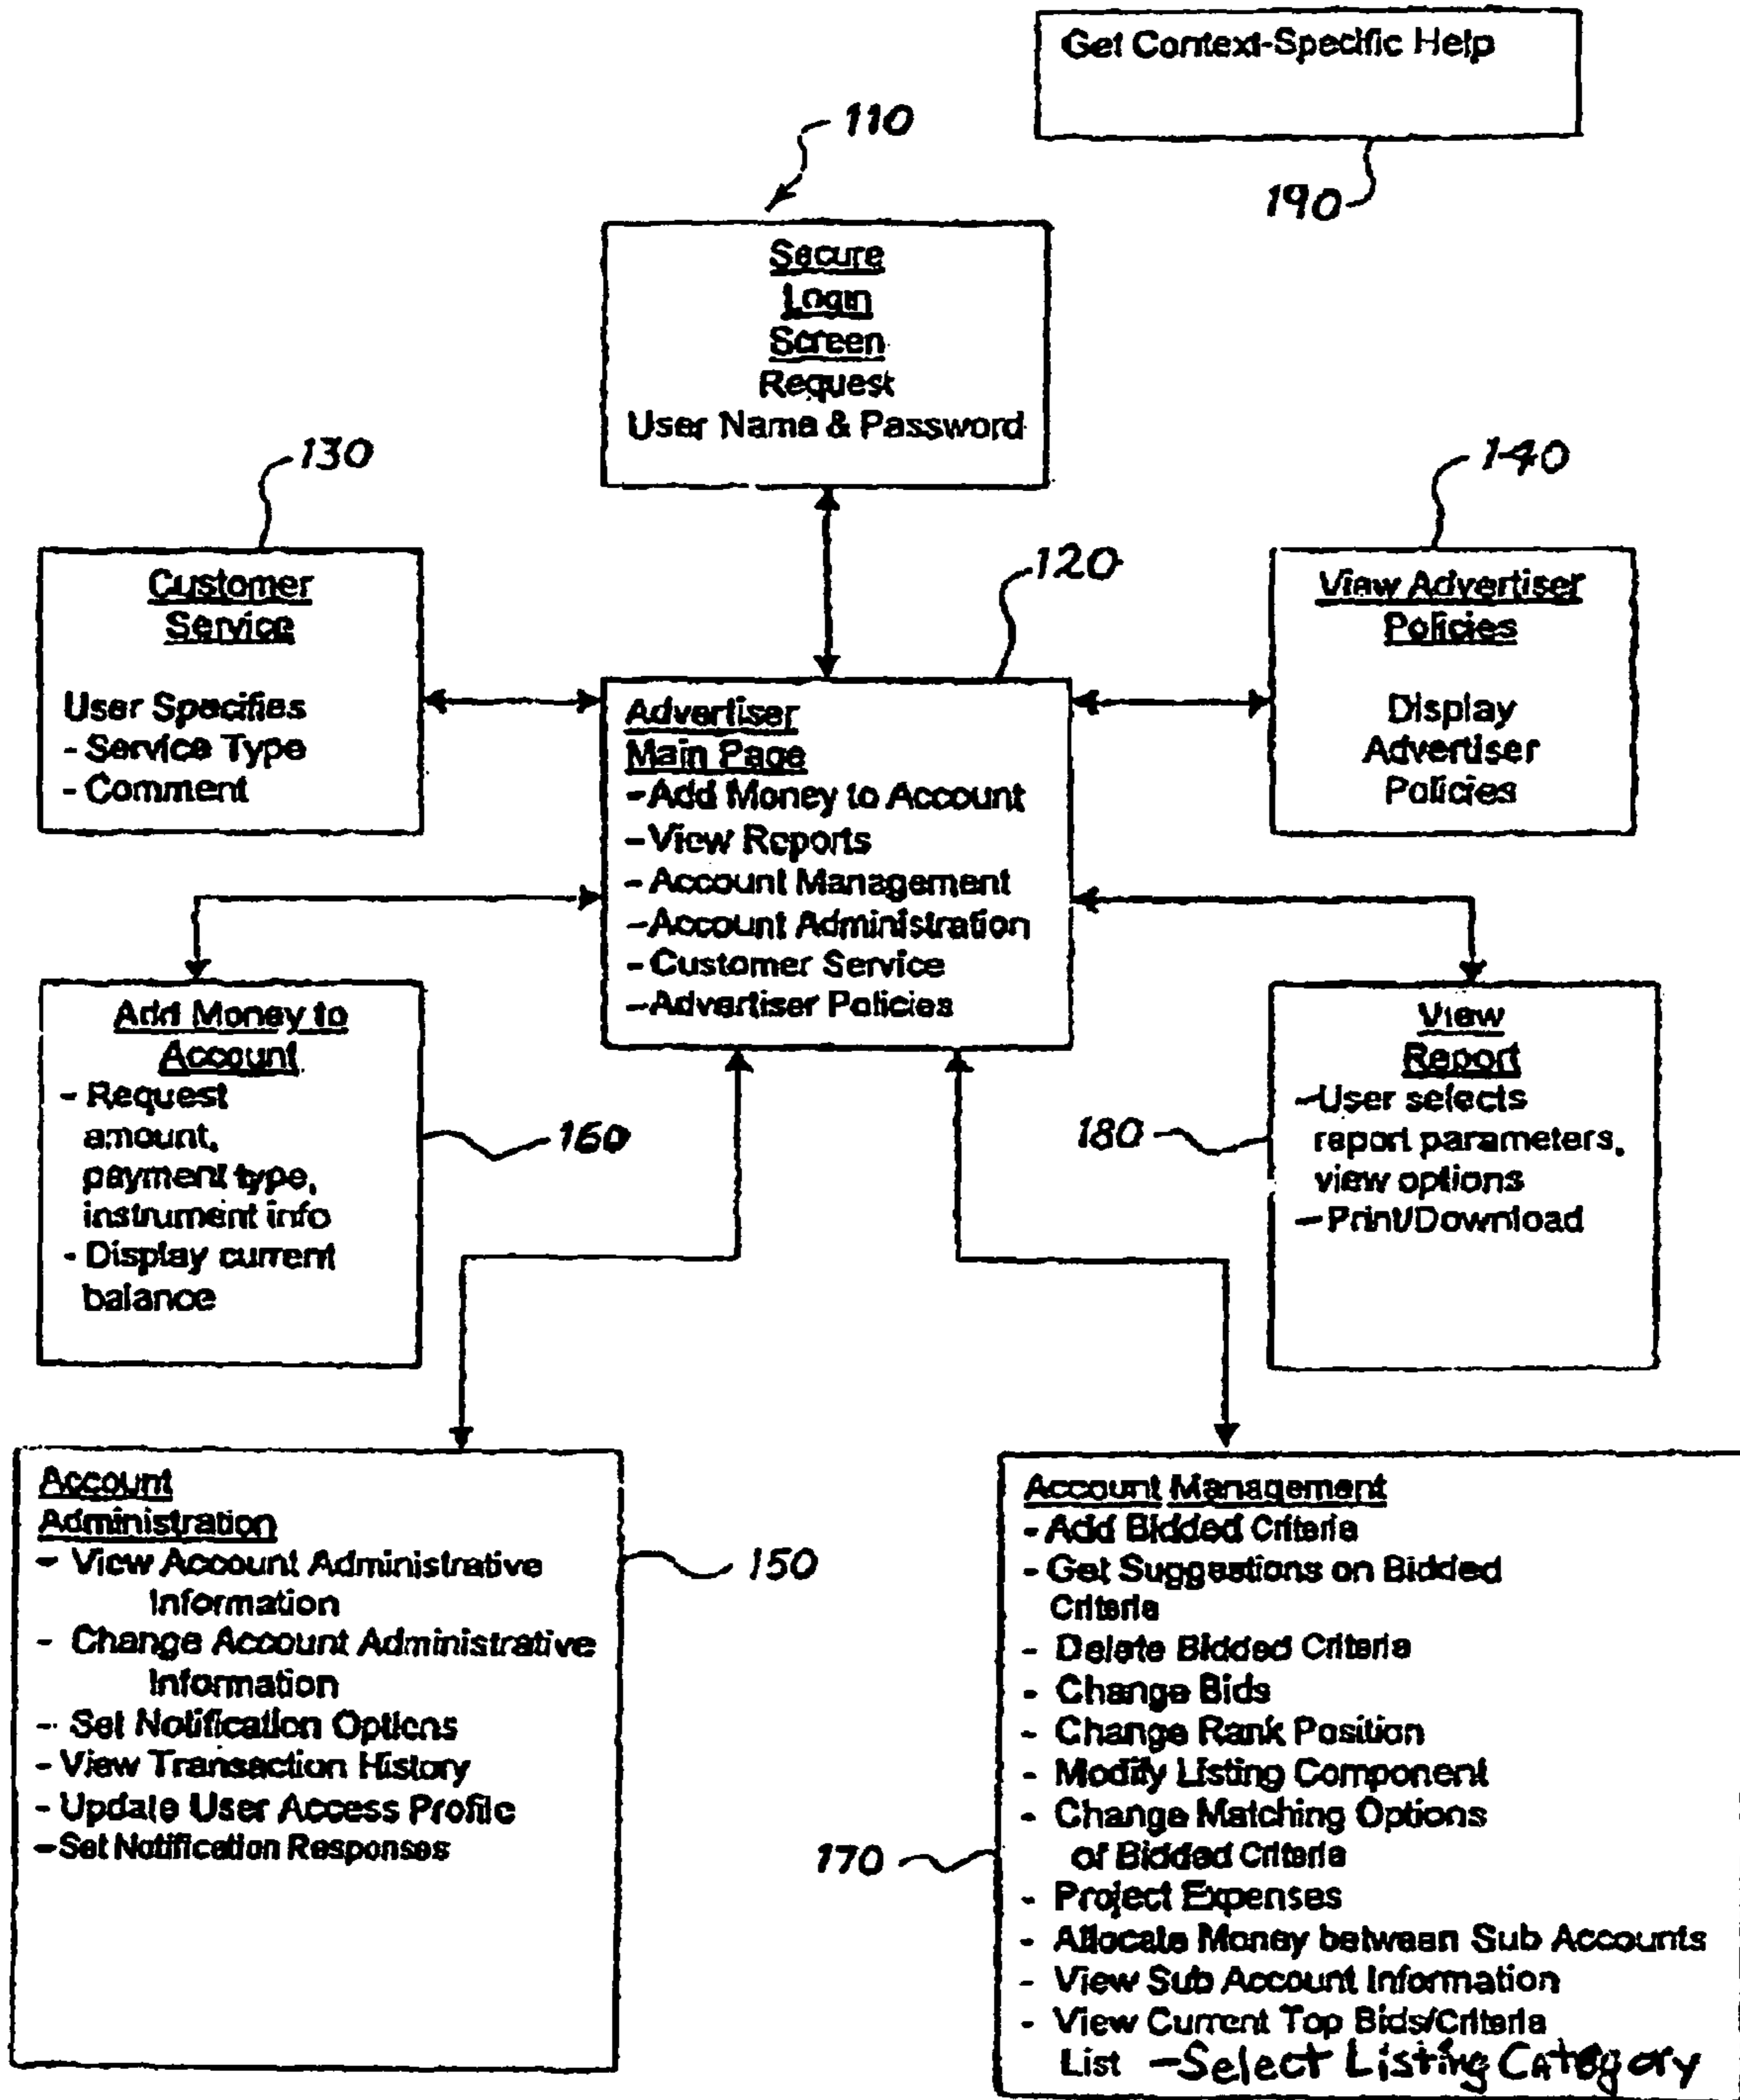 Get Context-Specific Help
190
110
Secure
Login
Screen
Request
User Name & Password
130
Customer
Service
User Specifies
- Service Type
- Comment
120
Advertiser
Main Page
- Add Money to Account
- View Reports
- Account Management
- Account Administration
- Customer Service
- Advertiser Policies
140
View Advertiser
Policies
Display
Advertiser
Policies
Add Money to
Account
- Request
amount,
payment type,
instrument info
- Display current
balance
160
180
View
Report
- User selects
report parameters,
view options
- Print/Download
Account
Administration
- View Account Administrative
Information
- Change Account Administrative
Information
- Set Notification Options
- View Transaction History
- Update User Access Profile
- Set Notification Responses
150
170
Account Management
- Add Bidded Criteria
- Get Suggestions on Bidded
Criteria
- Delete Bidded Criteria
- Change Bids
- Change Rank Position
- Modify Listing Component
- Change Matching Options
of Bidded Criteria
- Project Expenses
- Allocate Money between Sub Accounts
- View Sub Account Information
- View Current Top Bids/Criteria
List - Select Listing Category